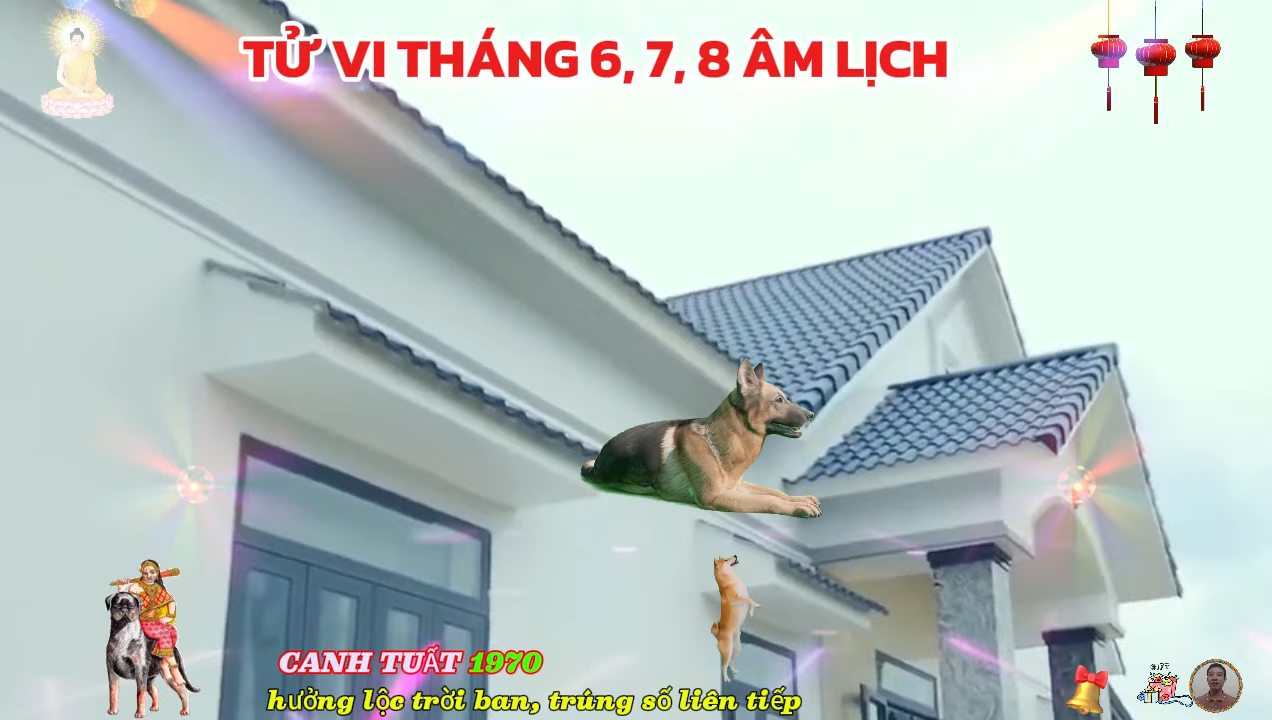 TỬ VI THÁNG 6, 7, 8 ÂM LỊCH
CANH TUẤT 1970
hưởng lộc trời ban, trúng số liên tiếp